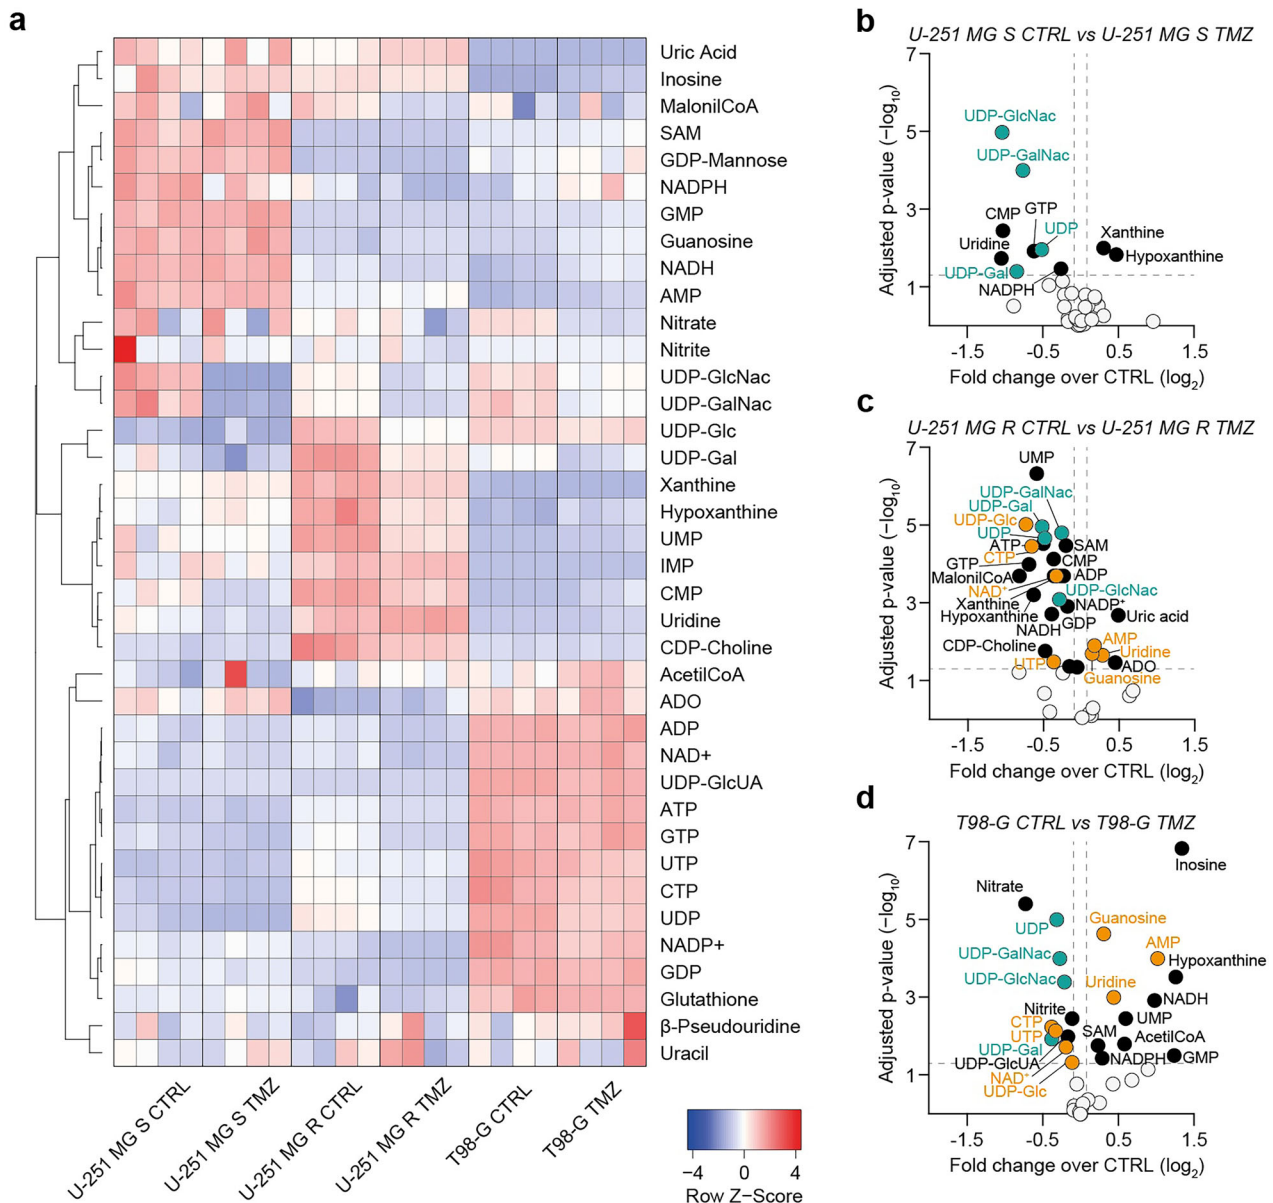 a
Uric Acid
Inosine
MalonilCoA
SAM
GDP-Mannose
NADPH
GMP
Guanosine
NADH
AMP
Nitrate
Nitrite
UDP-GlcNac
UDP-GalNac
UDP-Glc
UDP-Gal
Xanthine
Hypoxanthine
UMP
IMP
CMP
Uridine
CDP-Choline
AcetilCoA
ADO
ADP
NAD+
UDP-GlcUA
ATP
GTP
UTP
CTP
UDP
NADP+
GDP
Glutathione
β-Pseudouridine
Uracil
U-251 MG S CTRL
U-251 MG S TMZ
U-251 MG R CTRL
U-251 MG R TMZ
T98-G CTRL
T98-G TMZ
−4 0 4
Row Z−Score
b
U-251 MG S CTRL vs U-251 MG S TMZ
Adjusted p-value (−log10)
7
5
3
1
UDP-GlcNac
UDP-GalNac
CMP
GTP
UDP
Uridine
UDP-Gal
NADPH
Xanthine
Hypoxanthine
-1.5 -0.5 0.5 1.5
Fold change over CTRL (log2)
c
U-251 MG R CTRL vs U-251 MG R TMZ
Adjusted p-value (−log10)
7
5
3
1
UMP
UDP-GalNac
UDP-Gal
UDP-Glc
UDP
ATP
SAM
CTP
GTP
CMP
MalonilCoA
ADP
NAD+
UDP-GlcNac
Xanthine
NADP+
Hypoxanthine
Uric acid
NADH
GDP
CDP-Choline
AMP
Uridine
UTP
ADO
Guanosine
-1.5 -0.5 0.5 1.5
Fold change over CTRL (log2)
d
T98-G CTRL vs T98-G TMZ
Adjusted p-value (−log10)
7
5
3
1
Inosine
Nitrate
Guanosine
UDP
AMP
UDP-GalNac
Hypoxanthine
UDP-GlcNac
Uridine
NADH
Nitrite
UMP
CTP
SAM
UTP
AcetilCoA
UDP-Gal
UDP-GlcUA
NADPH
GMP
NAD+
UDP-Glc
-1.5 -0.5 0.5 1.5
Fold change over CTRL (log2)